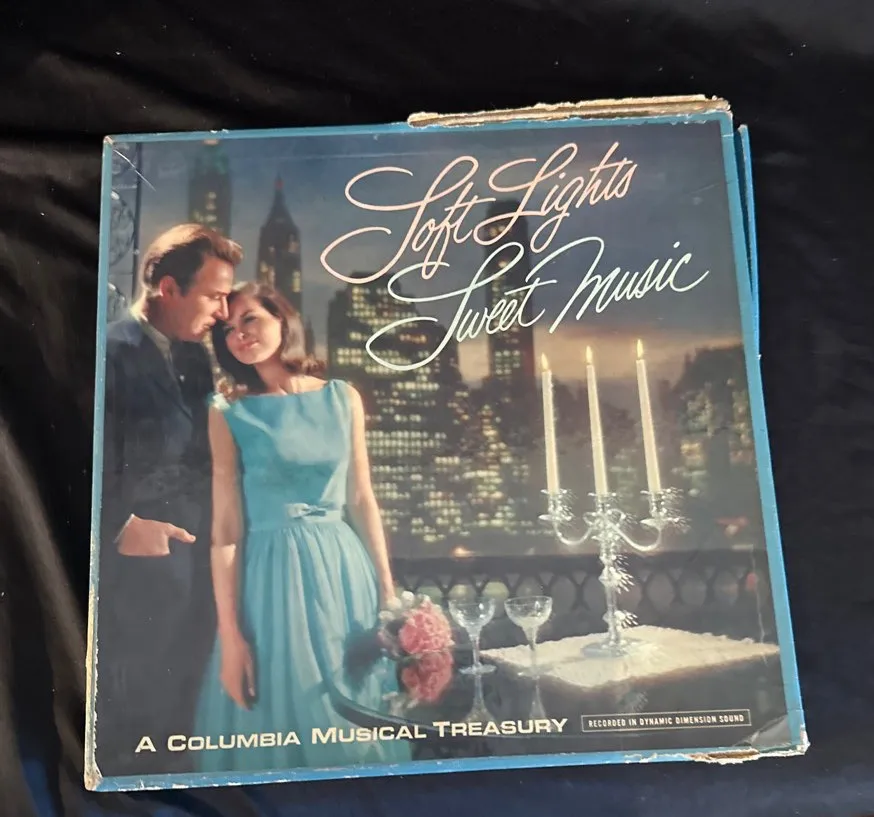 Soft Lights
Sweet Music
A COLUMBIA MUSICAL TREASURY
RECORDED IN DYNAMIC DIMENSION SOUND